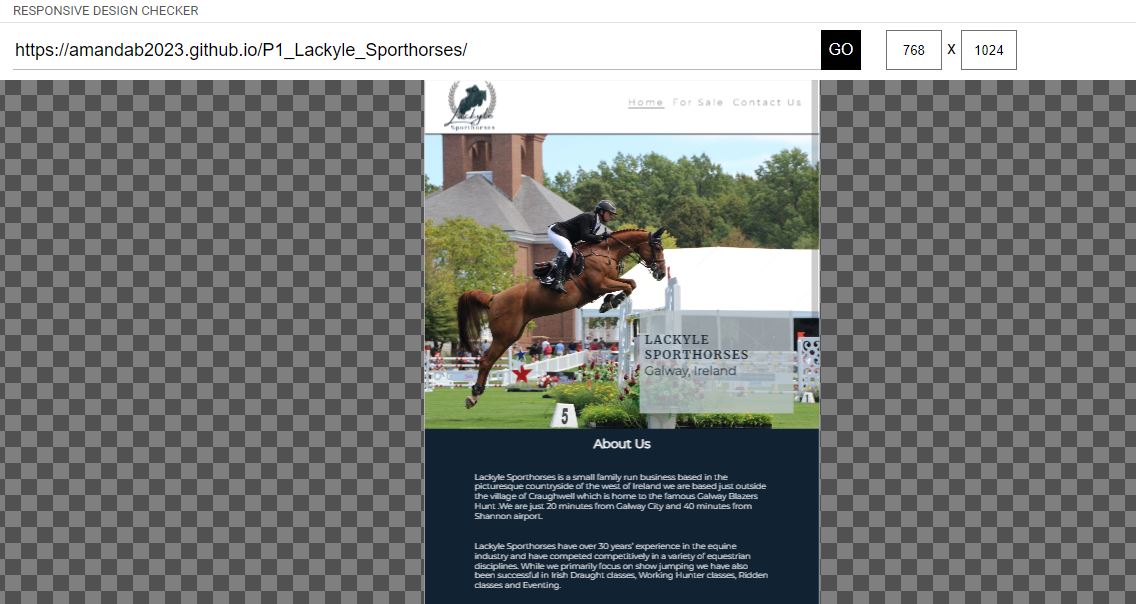 RESPONSIVE DESIGN CHECKER
https://amandab2023.github.io/P1_Lackyle_Sporthorses/
GO
768 x 1024
Lackyle
Sporthorses
Home For Sale Contact Us
LACKYLE
SPORTHORSES
Galway, Ireland
5
About Us
Lackyle Sporthorses is a small family run business based in the
picturesque countryside of the west of Ireland we are based just outside
the village of Craughwell which is home to the famous Galway Blazers
Hunt .We are just 20 minutes from Galway City and 40 minutes from
Shannon airport.
Lackyle Sporthorses have over 30 years' experience in the equine
industry and have competed competitively in a variety of equestrian
disciplines. While we primarily focus on show jumping we have also
been successful in Irish Draught classes, Working Hunter classes, Ridden
classes and Eventing.